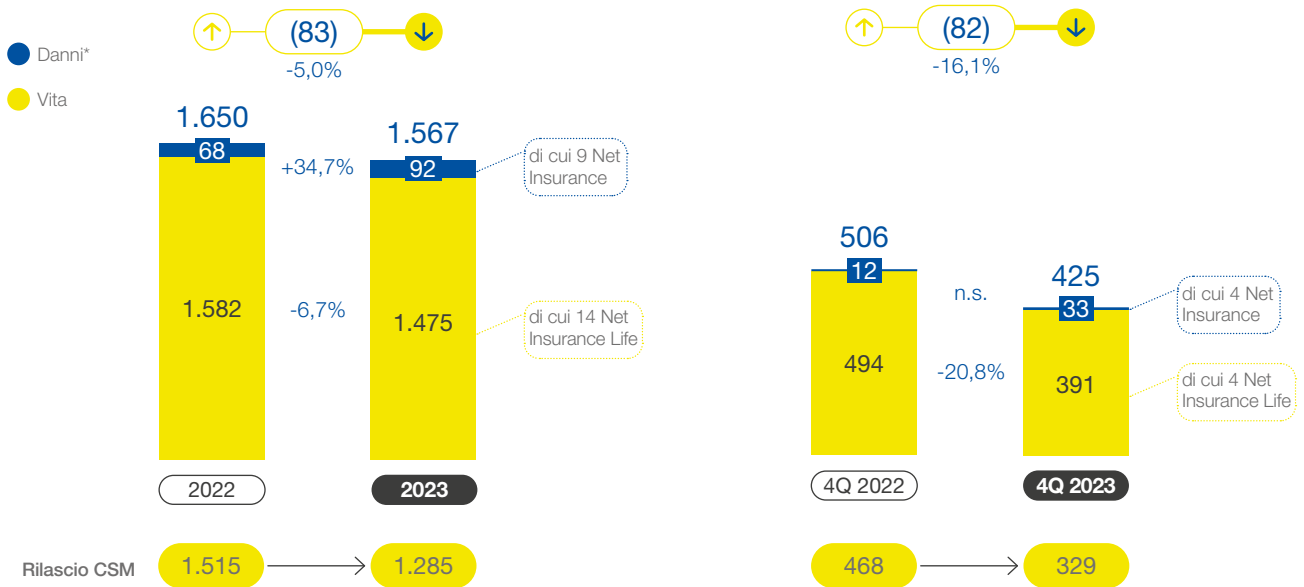 Danni*
Vita
(83)
-5,0%
1.650
68
+34,7%
1.567
92
di cui 9 Net
Insurance
1.582
-6,7%
1.475
di cui 14 Net
Insurance Life
2022
2023
Rilascio CSM
1.515
1.285
(82)
-16,1%
506
12
n.s.
425
33
di cui 4 Net
Insurance
494
-20,8%
391
di cui 4 Net
Insurance Life
4Q 2022
4Q 2023
468
329